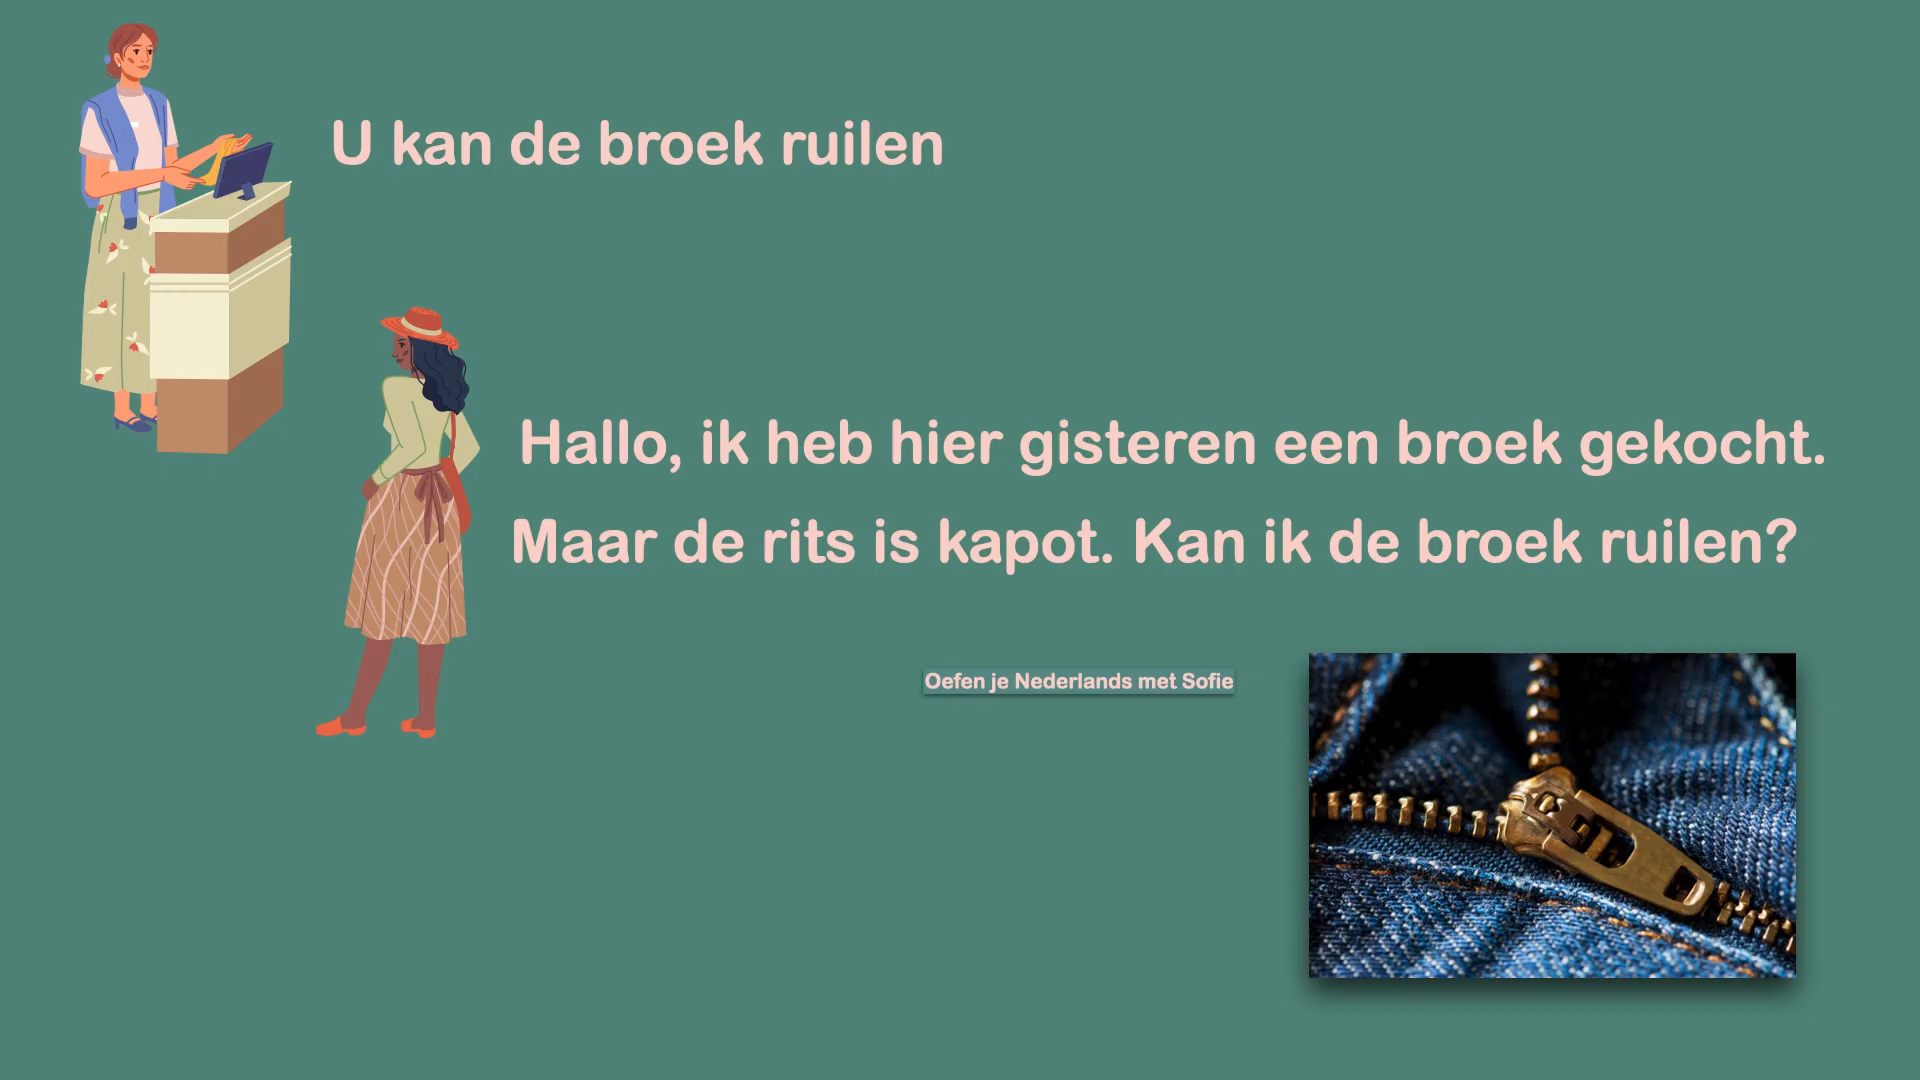 U kan de broek ruilen
Hallo, ik heb hier gisteren een broek gekocht.
Maar de rits is kapot. Kan ik de broek ruilen?
Oefen je Nederlands met Sofie